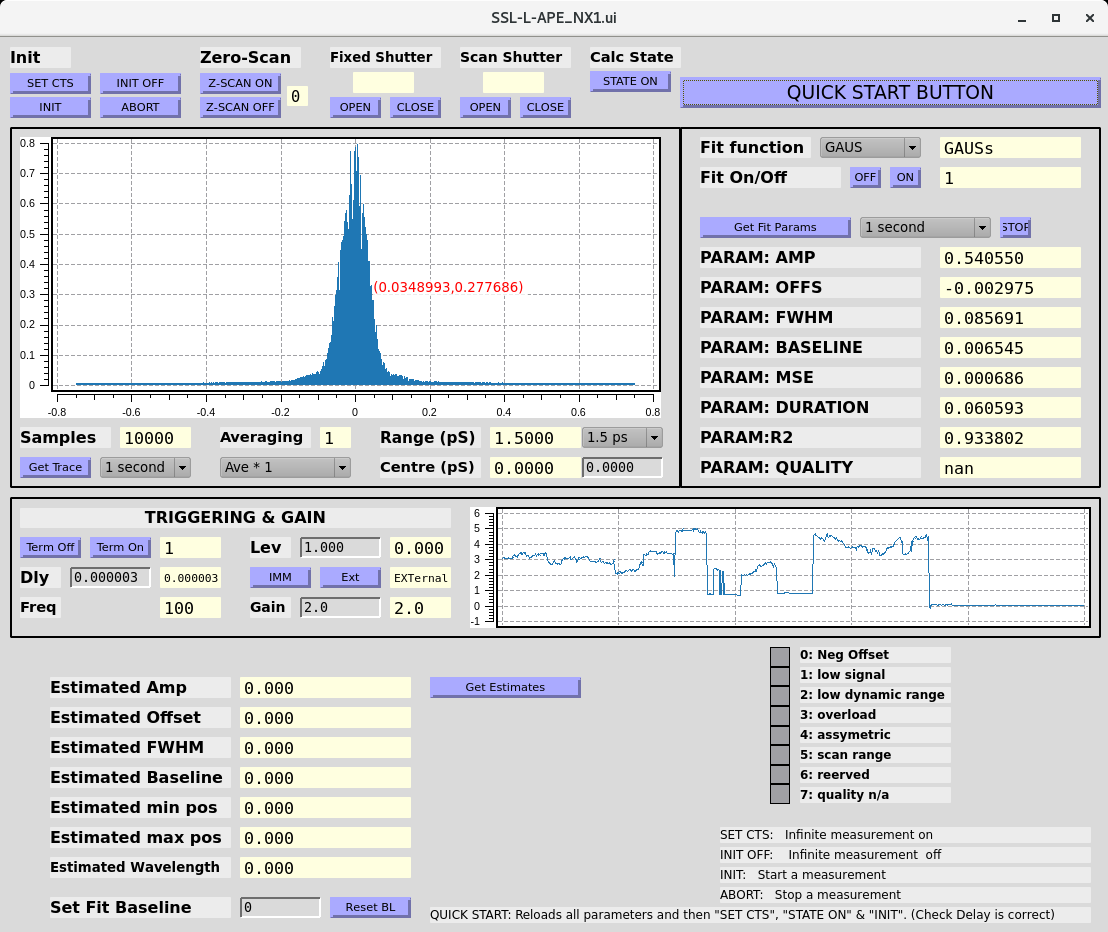 SSL-L-APE_NX1.ui
Init
Zero-Scan
Fixed Shutter
Scan Shutter
Calc State
SET CTS
INIT OFF
Z-SCAN ON
STATE ON
QUICK START BUTTON
0
INIT
ABORT
Z-SCAN OFF
OPEN
CLOSE
OPEN
CLOSE
0.8
0.7
0.6
0.5
0.4
0.3
0.2
0.1
0
(0.0348993,0.277686)
-0.8
-0.6
-0.4
-0.2
0
0.2
0.4
0.6
0.8
Samples
10000
Averaging
1
Range (pS)
1.5000
1.5 ps
Get Trace
1 second
Ave * 1
Centre (pS)
0.0000
0.0000
Fit function
GAUS
GAUSs
Fit On/Off
OFF
ON
1
Get Fit Params
1 second
STOP
PARAM: AMP
0.540550
PARAM: OFFS
-0.002975
PARAM: FWHM
0.085691
PARAM: BASELINE
0.006545
PARAM: MSE
0.000686
PARAM: DURATION
0.060593
PARAM:R2
0.933802
PARAM: QUALITY
nan
TRIGGERING & GAIN
Term Off
Term On
1
Lev
1.000
0.000
Dly
0.000003
0.000003
IMM
Ext
EXTernal
Freq
100
Gain
2.0
2.0
6
5
4
3
2
1
0
-1
Estimated Amp
0.000
Get Estimates
Estimated Offset
0.000
Estimated FWHM
0.000
Estimated Baseline
0.000
Estimated min pos
0.000
Estimated max pos
0.000
Estimated Wavelength
0.000
Set Fit Baseline
0
Reset BL
0: Neg Offset
1: low signal
2: low dynamic range
3: overload
4: assymetric
5: scan range
6: reerved
7: quality n/a
SET CTS: Infinite measurement on
INIT OFF: Infinite measurement off
INIT: Start a measurement
ABORT: Stop a measurement
QUICK START: Reloads all parameters and then "SET CTS", "STATE ON" & "INIT". (Check Delay is correct)